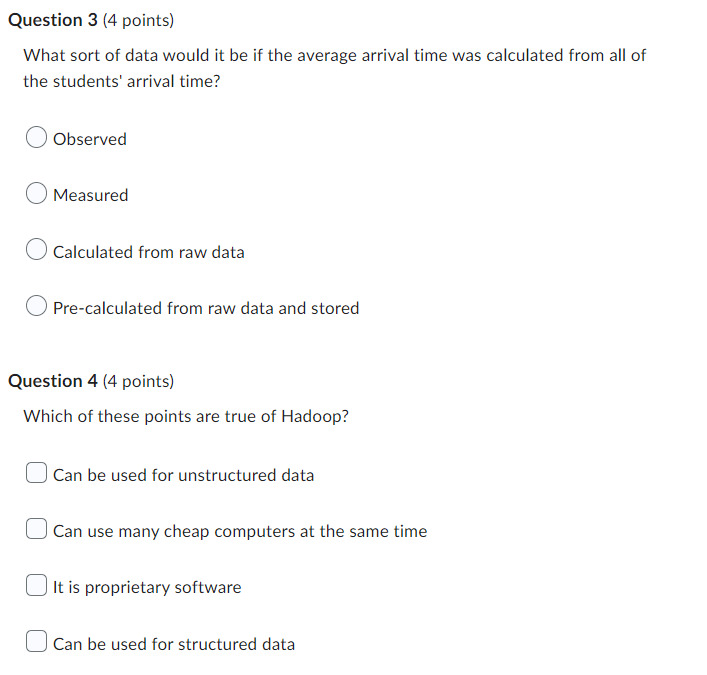 Question 3 (4 points)
What sort of data would it be if the average arrival time was calculated from all of
the students' arrival time?
Observed
Measured
Calculated from raw data
Pre-calculated from raw data and stored
Question 4 (4 points)
Which of these points are true of Hadoop?
Can be used for unstructured data
Can use many cheap computers at the same time
It is proprietary software
Can be used for structured data